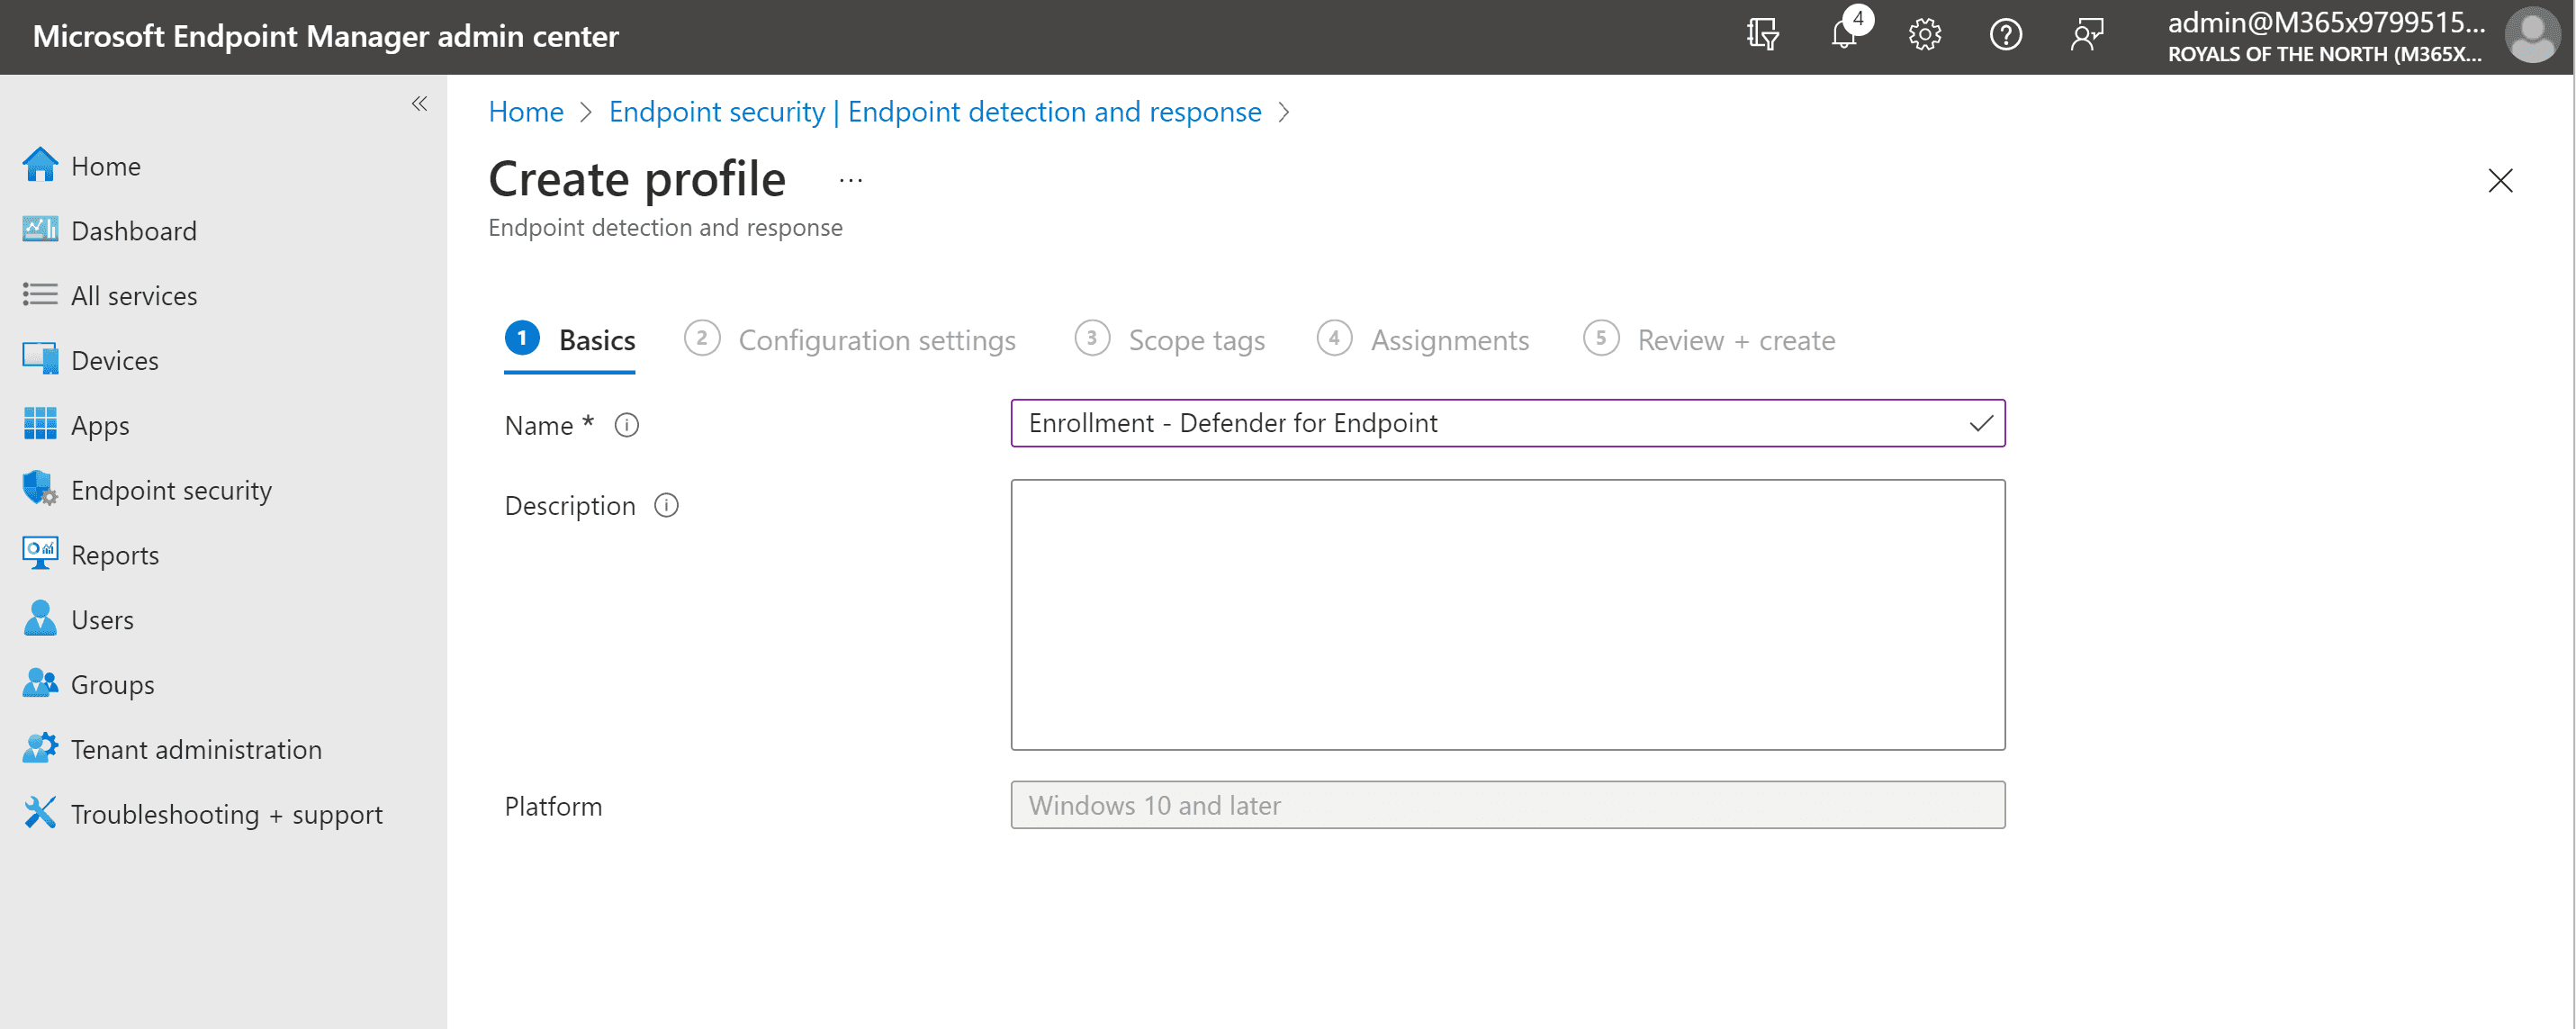 Microsoft Endpoint Manager admin center
4
admin@M365x9799515...
ROYALS OF THE NORTH (M365X...
Home
Dashboard
All services
Devices
Apps
Endpoint security
Reports
Users
Groups
Tenant administration
Troubleshooting + support
Home > Endpoint security | Endpoint detection and response >
Create profile ...
Endpoint detection and response
1 Basics 2 Configuration settings 3 Scope tags 4 Assignments 5 Review + create
Name * Enrollment - Defender for Endpoint
Description
Platform Windows 10 and later